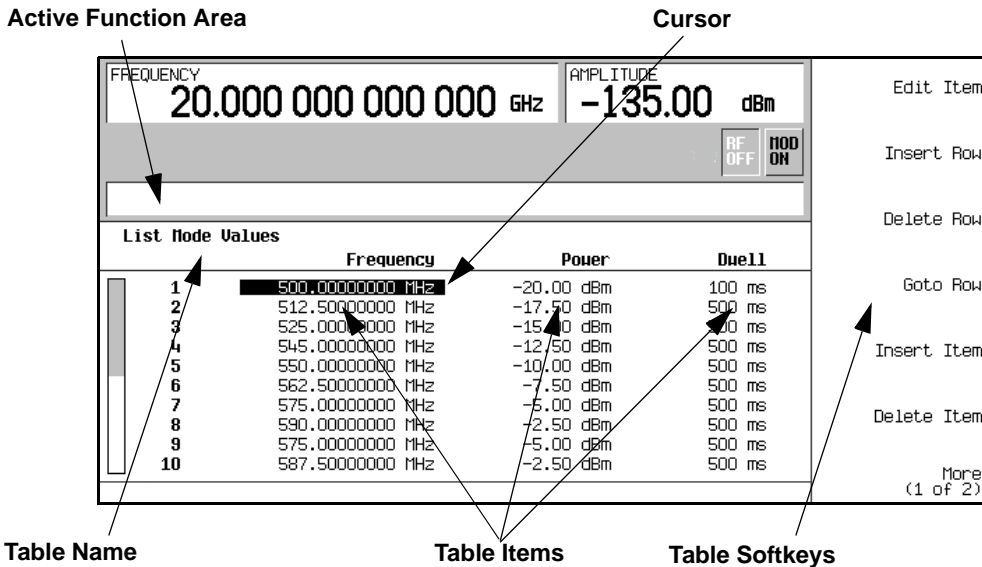 Active Function Area
Cursor
FREQUENCY
20.000 000 000 000 GHz
AMPLITUDE
-135.00 dBm
RF OFF
MOD ON
List Mode Values
Frequency Power Dwell
1 500.00000000 MHz -20.00 dBm 100 ms
2 512.50000000 MHz -17.50 dBm 500 ms
3 525.00000000 MHz -15.00 dBm 500 ms
4 545.00000000 MHz -12.50 dBm 500 ms
5 550.00000000 MHz -10.00 dBm 500 ms
6 562.50000000 MHz -7.50 dBm 500 ms
7 575.00000000 MHz -5.00 dBm 500 ms
8 590.00000000 MHz -2.50 dBm 500 ms
9 575.00000000 MHz -5.00 dBm 500 ms
10 587.50000000 MHz -2.50 dBm 500 ms
Edit Item
Insert Row
Delete Row
Goto Row
Insert Item
Delete Item
More
(1 of 2)
Table Name
Table Items
Table Softkeys